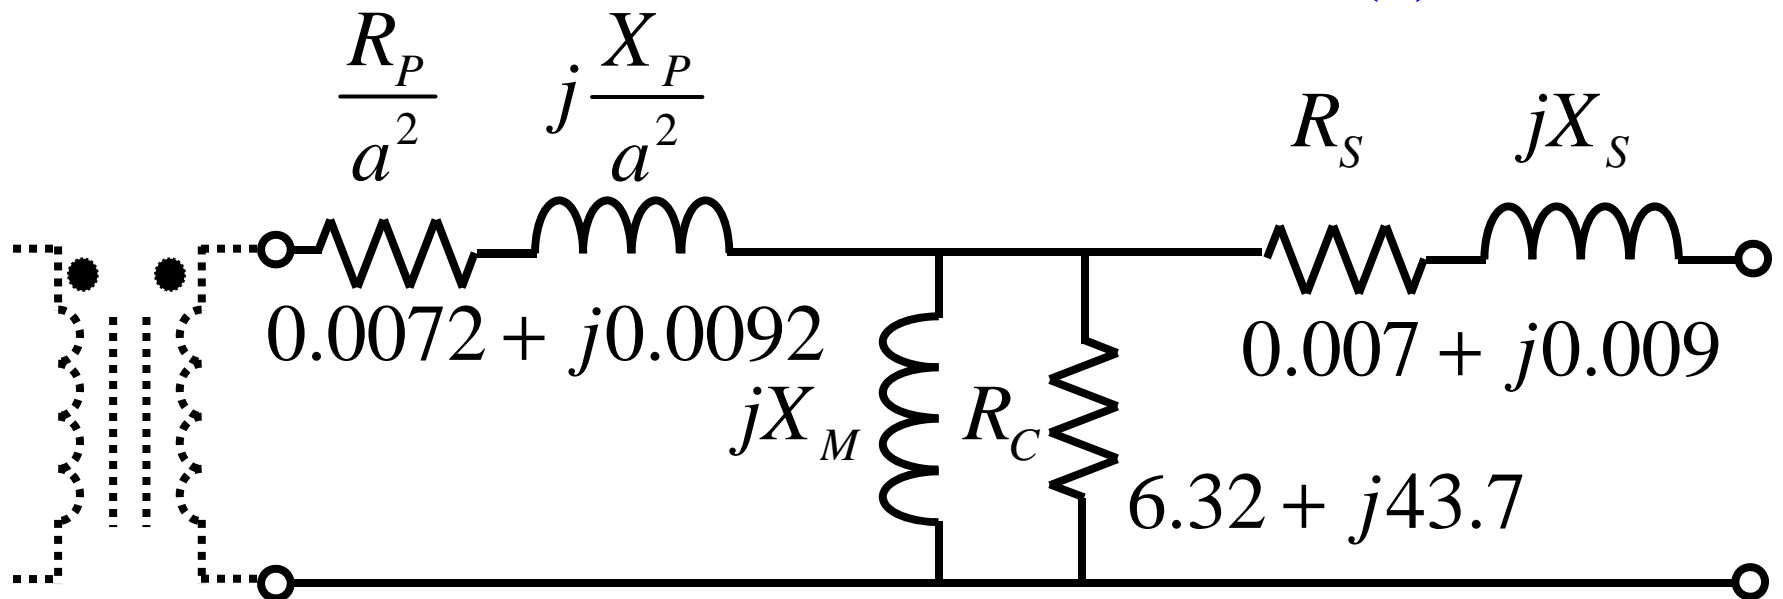 R_P / a^2
j X_P / a^2
R_S
jX_S
0.0072 + j0.0092
0.007 + j0.009
jX_M
R_C
6.32 + j43.7